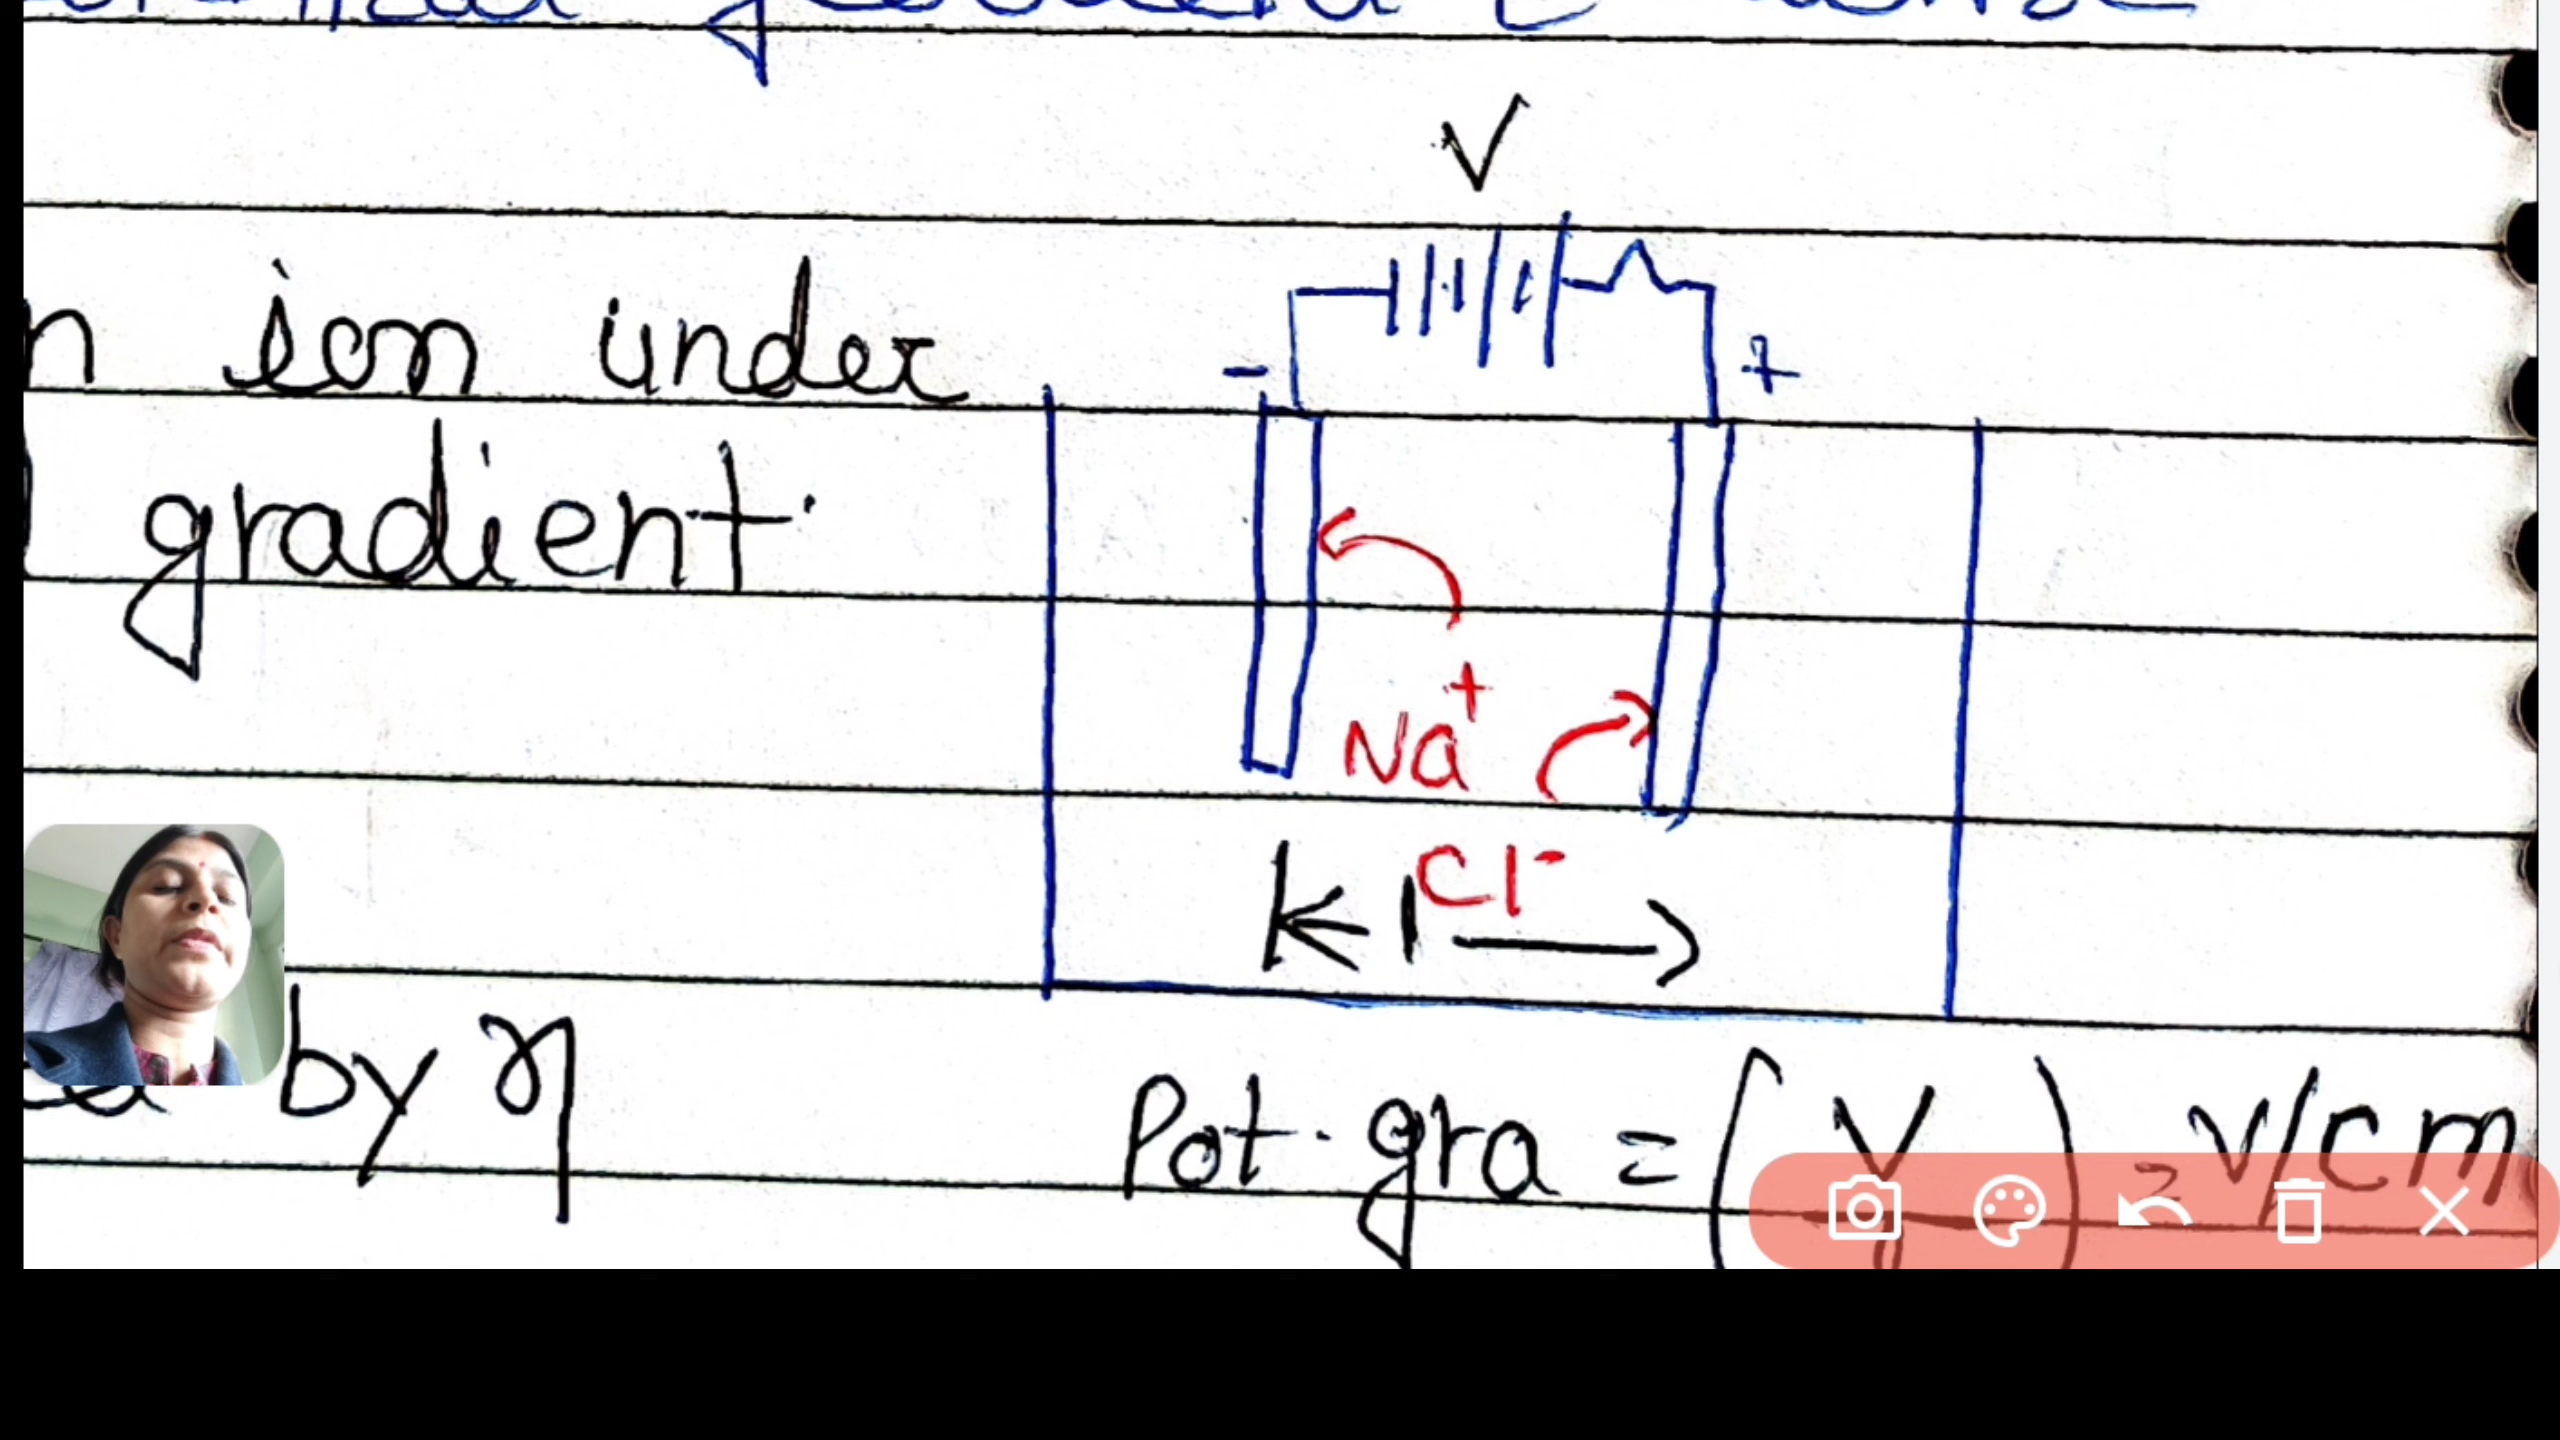 V
ion under
- +
gradient
Na+
Cl-
l
by η
Pot. gra = ( V ) = V/cm